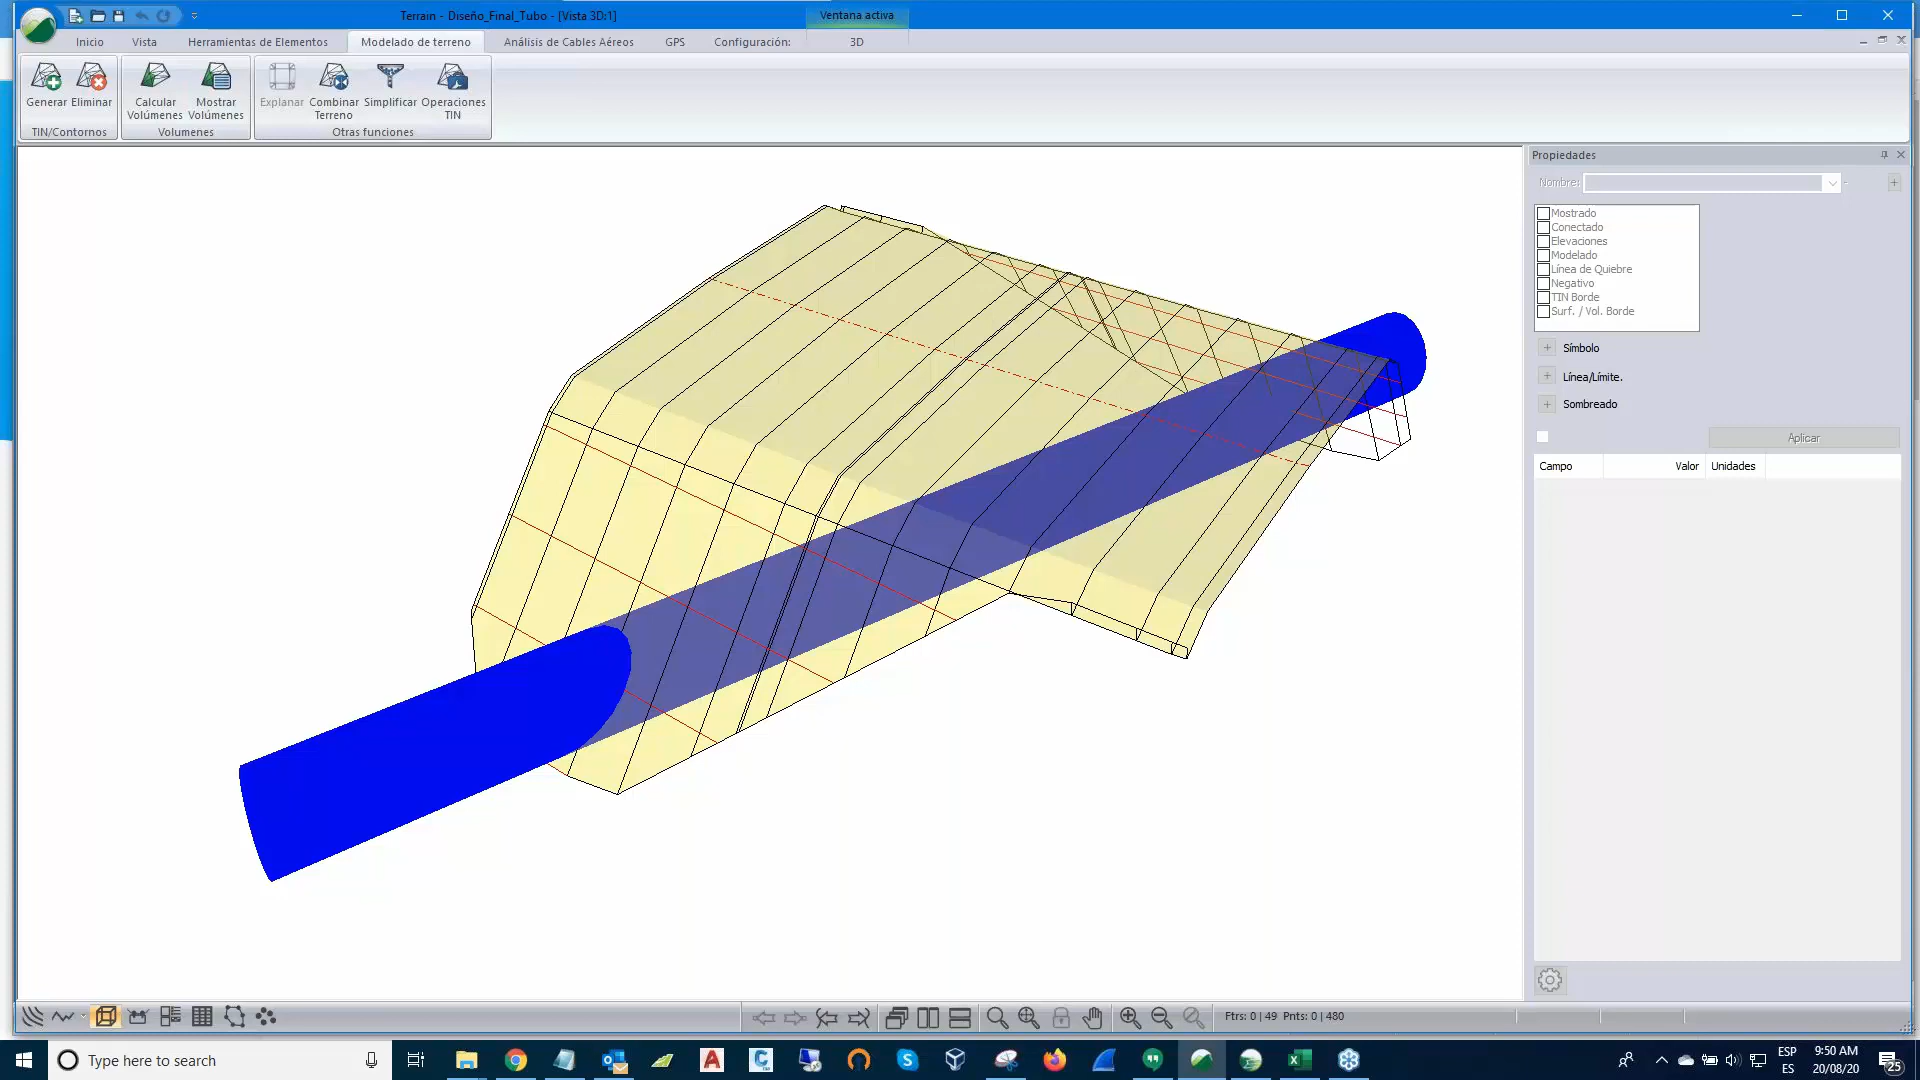 Terrain - Diseño_Final_Tubo - [Vista 3D:1]
Ventana activa
Inicio Vista Herramientas de Elementos Modelado de terreno Análisis de Cables Aéreos GPS Configuración: 3D
Generar Eliminar Calcular Volúmenes Mostrar Volúmenes Explanar Combinar Terreno Simplificar Operaciones TIN
TIN/Contornos Volumenes Otras funciones
Propiedades
Nombre:
Mostrado
Conectado
Elevaciones
Modelado
Línea de Quiebre
Negativo
TIN Borde
Surf. / Vol. Borde
Símbolo
Línea/Límite.
Sombreado
Aplicar
Campo Valor Unidades
Ftrs: 0 | 49 Pnts: 0 | 480
Type here to search
ESP
ES
9:50 AM
20/08/20
25